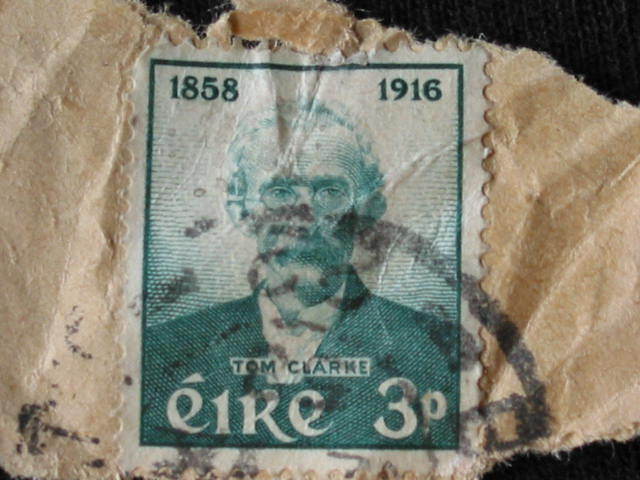 1858 1916
TOM CLARKE
éIRe 3p